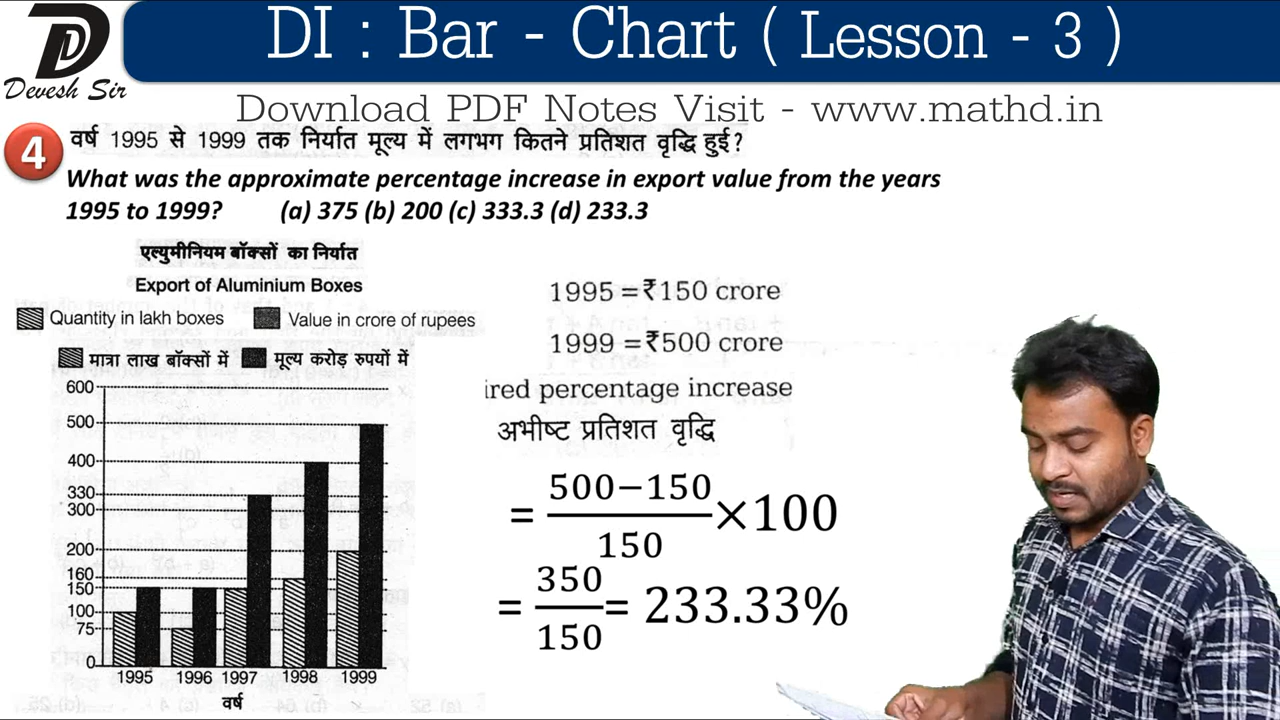 D
Devesh Sir
DI : Bar - Chart ( Lesson - 3 )
Download PDF Notes Visit - www.mathd.in
4
वर्ष 1995 से 1999 तक निर्यात मूल्य में लगभग कितने प्रतिशत वृद्धि हुई?
What was the approximate percentage increase in export value from the years
1995 to 1999? (a) 375 (b) 200 (c) 333.3 (d) 233.3
एल्युमीनियम बॉक्सों का निर्यात
Export of Aluminium Boxes
Quantity in lakh boxes Value in crore of rupees
मात्रा लाख बॉक्सों में मूल्य करोड़ रुपयों में
600
500
400
330
300
200
160
150
100
75
0
1995 1996 1997 1998 1999
वर्ष
1995 = ₹150 crore
1999 = ₹500 crore
ired percentage increase
अभीष्ट प्रतिशत वृद्धि
= 500−150/150 ×100
= 350/150 = 233.33%